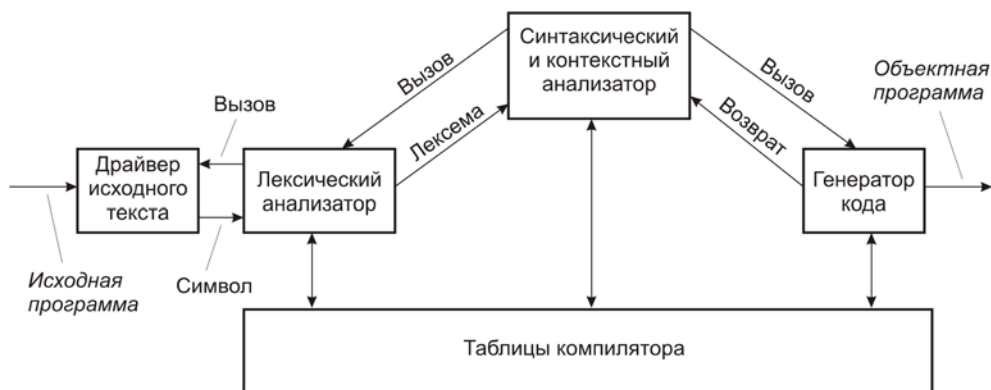 Синтаксический
и контекстный
анализатор
Вызов
Вызов
Объектная
программа
Вызов
Лексема
Возврат
Драйвер
исходного
текста
Лексический
анализатор
Генератор
кода
Исходная
программа
Символ
Таблицы компилятора